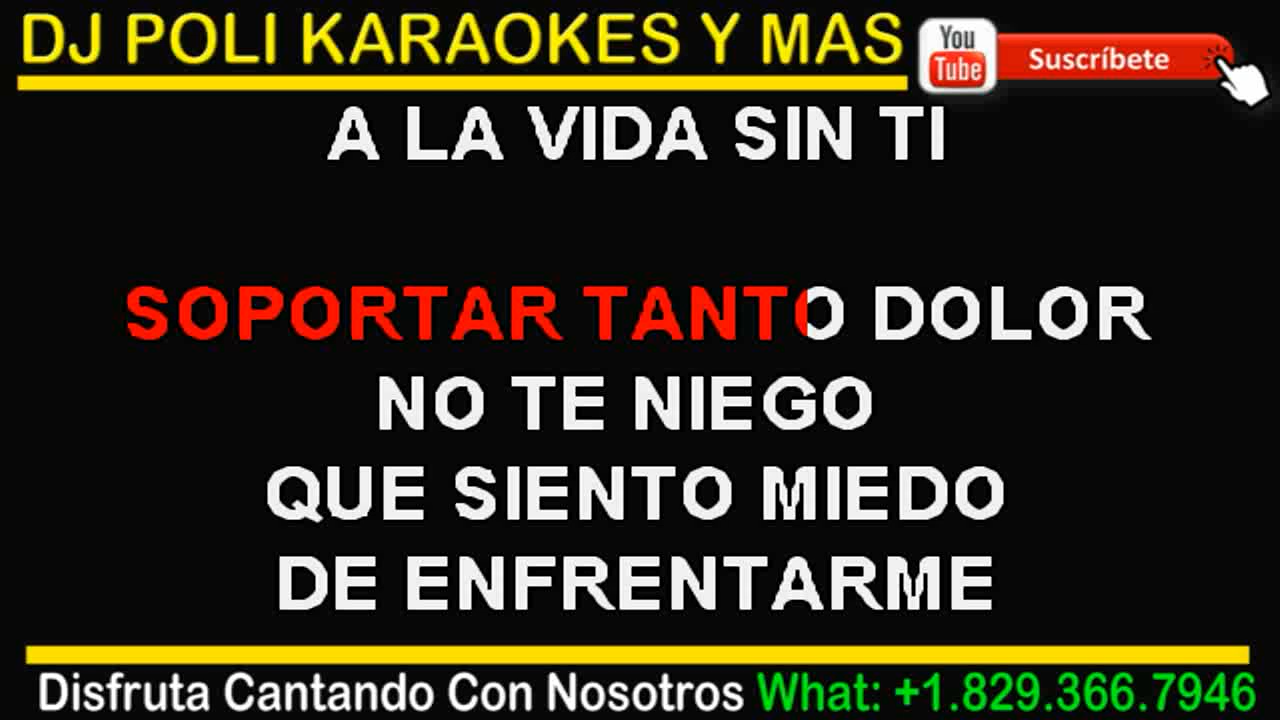 DJ POLI KARAOKES Y MAS
You
Tube
Suscríbete
A LA VIDA SIN TI
SOPORTAR TANTO DOLOR
NO TE NIEGO
QUE SIENTO MIEDO
DE ENFRENTARME
Disfruta Cantando Con Nosotros What: +1.829.366.7946